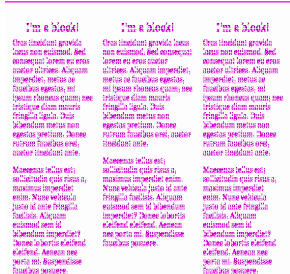 I'm a block!
Cras tincidunt gravida
lacus non euismod. Sed
consequat lorem eu eros
auctor ultrices. Aliquam
imperdiet, metus ac
faucibus egestas,
ipsum rhoncus quam; nec
tristique diam mauris
fringilla ligula. Duis
bibendum metus non
egestas pretium. Donec
rutrum faucibus erat, auctor
tincidunt ante.
Maecenas tellus est;
sollicitudin quis risus a,
maximus imperdiet
enim. Nunc vehicula
justo id ante fringilla
facilisis. Aliquam
euismod sem id
bibendum imperdiet?
Donec lobortis eleifend
eleifend. Aenean nec
porta mi. Suspendisse
faucibus posuere.
I'm a block!
Cras tincidunt gravida lacus
non euismod. Sed consequat
lorem eu eros auctor
ultrices. Aliquam imperdiet,
metus ac faucibus egestas,
ipsum rhoncus quam; nec
tristique diam mauris
fringilla ligula. Duis
bibendum metus non
egestas pretium. Donec
rutrum faucibus erat, auctor
tincidunt ante.
Maecenas tellus est;
sollicitudin quis risus a,
maximus imperdiet enim.
Nunc vehicula justo id ante
fringilla facilisis. Aliquam
euismod sem id bibendum
imperdiet? Donec lobortis
eleifend eleifend. Aenean
nec porta mi. Suspendisse
faucibus posuere.
I'm a block!
Cras tincidunt gravida
lacus non euismod. Sed
consequat lorem eu eros
auctor ultrices. Aliquam
imperdiet, metus ac
faucibus egestas,
ipsum rhoncus quam; nec
tristique diam mauris
fringilla ligula. Duis
bibendum metus non
egestas pretium. Donec
rutrum faucibus erat, auctor
tincidunt ante.
Maecenas tellus est;
sollicitudin quis risus a,
maximus imperdiet
enim. Nunc vehicula
justo id ante fringilla
facilisis. Aliquam
euismod sem id
bibendum imperdiet?
Donec lobortis eleifend
eleifend. Aenean nec
porta mi. Suspendisse
faucibus posuere.